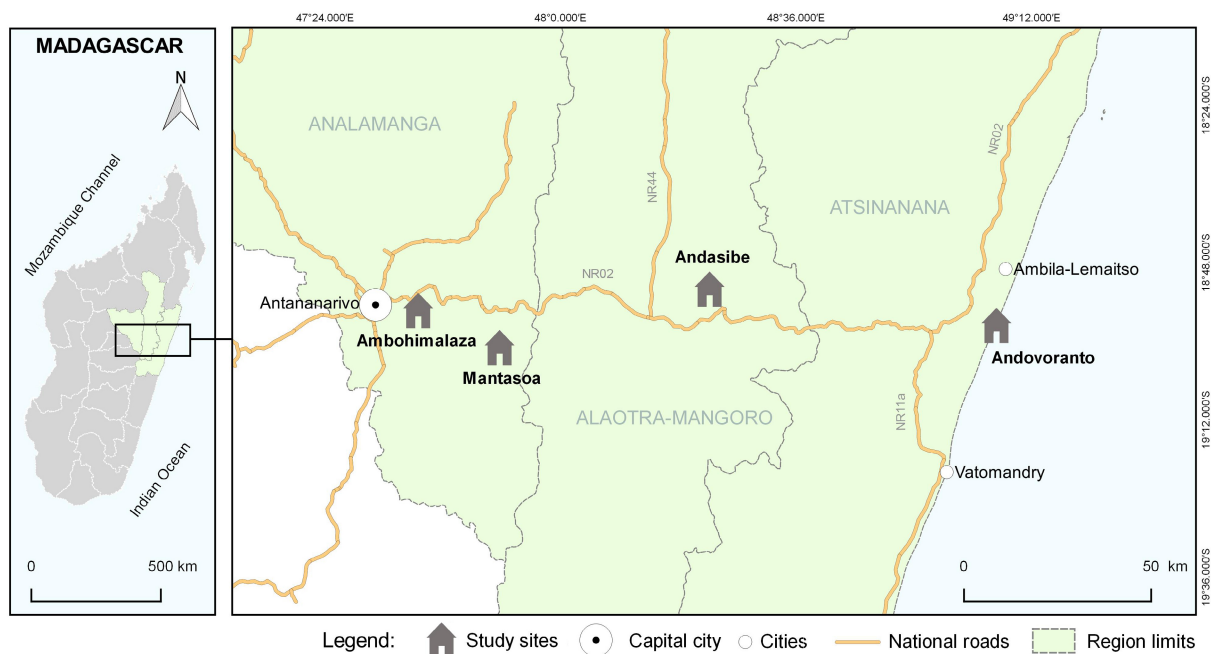 47°24.000'E
48°0.000'E
48°36.000'E
49°12.000'E
MADAGASCAR
N
Mozambique Channel
Indian Ocean
0
500 km
ANALAMANGA
NR44
NR02
ATSINANANA
18°24.000'S
Andasibe
NR02
Ambila-Lemaitso
18°48.000'S
Antananarivo
Ambohimalaza
Mantasoa
Andovoranto
ALAOTRA-MANGORO
NR11a
19°12.000'S
Vatomandry
0
50 km
19°36.000'S
Legend:
Study sites
Capital city
Cities
National roads
Region limits